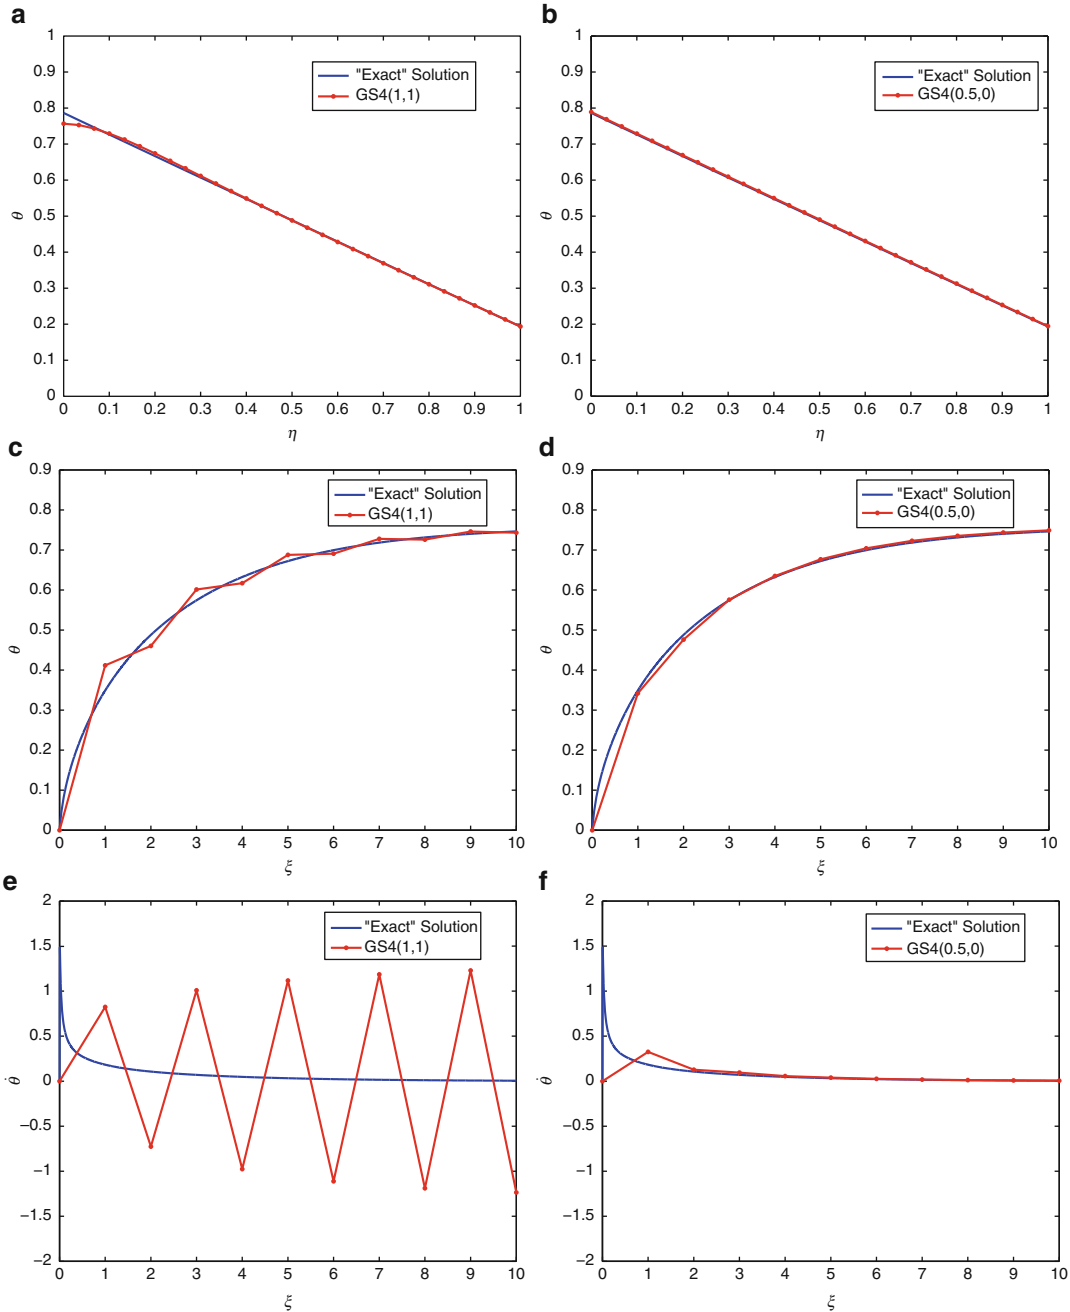 a
1
0.9
0.8
0.7
0.6
0.5
0.4
0.3
0.2
0.1
0
θ
"Exact" Solution
GS4(1,1)
0 0.1 0.2 0.3 0.4 0.5 0.6 0.7 0.8 0.9 1
η
b
1
0.9
0.8
0.7
0.6
0.5
0.4
0.3
0.2
0.1
0
θ
"Exact" Solution
GS4(0.5,0)
0 0.1 0.2 0.3 0.4 0.5 0.6 0.7 0.8 0.9 1
η
c
0.9
0.8
0.7
0.6
0.5
0.4
0.3
0.2
0.1
0
θ
"Exact" Solution
GS4(1,1)
0 1 2 3 4 5 6 7 8 9 10
ξ
d
0.9
0.8
0.7
0.6
0.5
0.4
0.3
0.2
0.1
0
θ
"Exact" Solution
GS4(0.5,0)
0 1 2 3 4 5 6 7 8 9 10
ξ
e
2
1.5
1
0.5
0
−0.5
−1
−1.5
−2
θ̇
"Exact" Solution
GS4(1,1)
0 1 2 3 4 5 6 7 8 9 10
ξ
f
2
1.5
1
0.5
0
−0.5
−1
−1.5
−2
θ̇
"Exact" Solution
GS4(0.5,0)
0 1 2 3 4 5 6 7 8 9 10
ξ